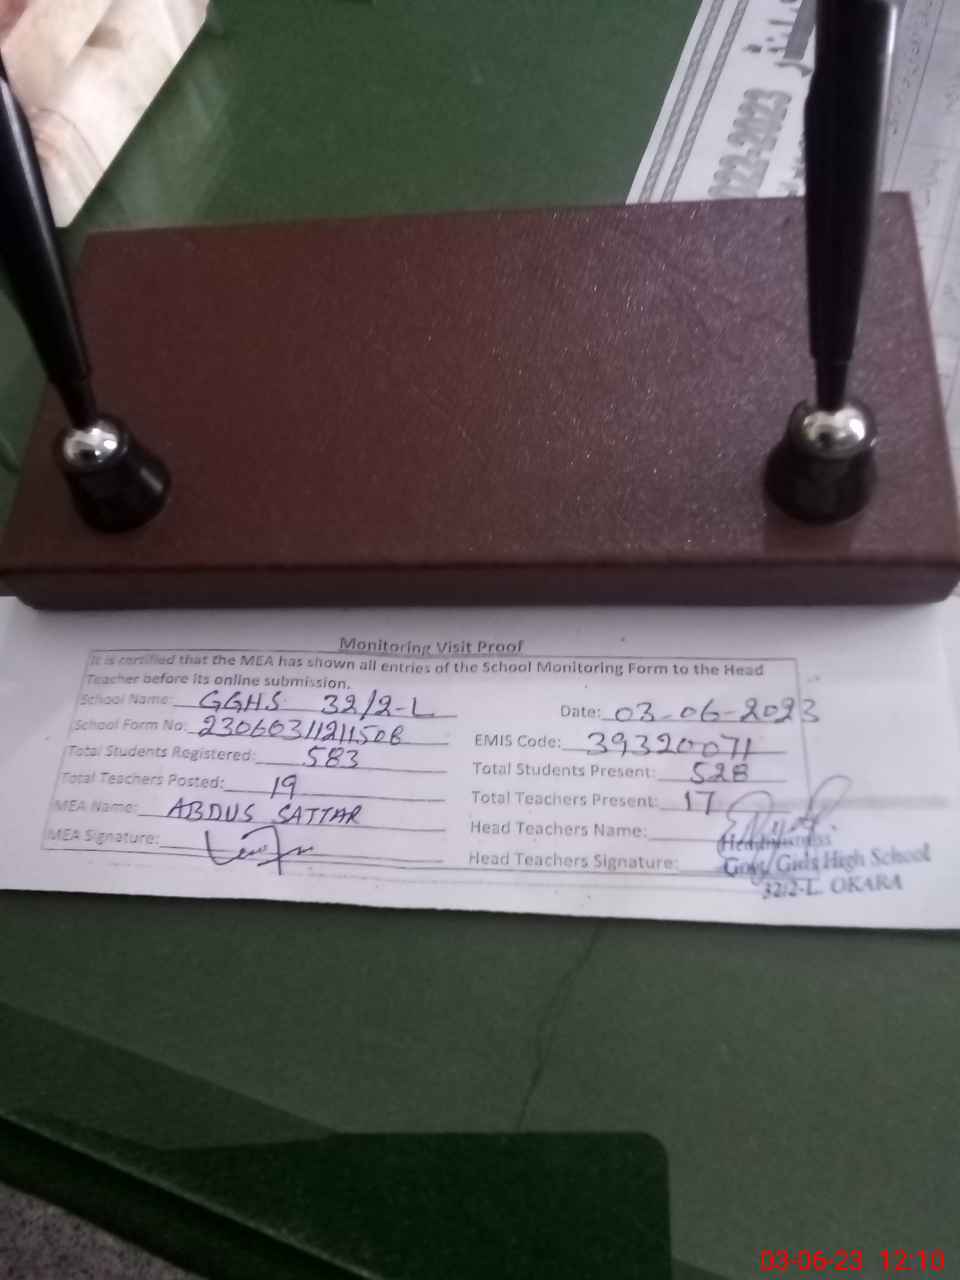 2022-2023
Monitoring Visit Proof
It is certified that the MEA has shown all entries of the School Monitoring Form to the Head
Teacher before its online submission.
School Name: GGHS 32/2-L Date: 03-06-2023
School Form No: 23060311211508 EMIS Code: 39320071
Total Students Registered: 583 Total Students Present: 528
Total Teachers Posted: 19 Total Teachers Present: 17
MEA Name: ABDUS SATTAR Head Teachers Name:
MEA Signature: Head Teachers Signature:
Headmistress
Govt Girls High School
32/2-L. OKARA
03-06-23 12:10